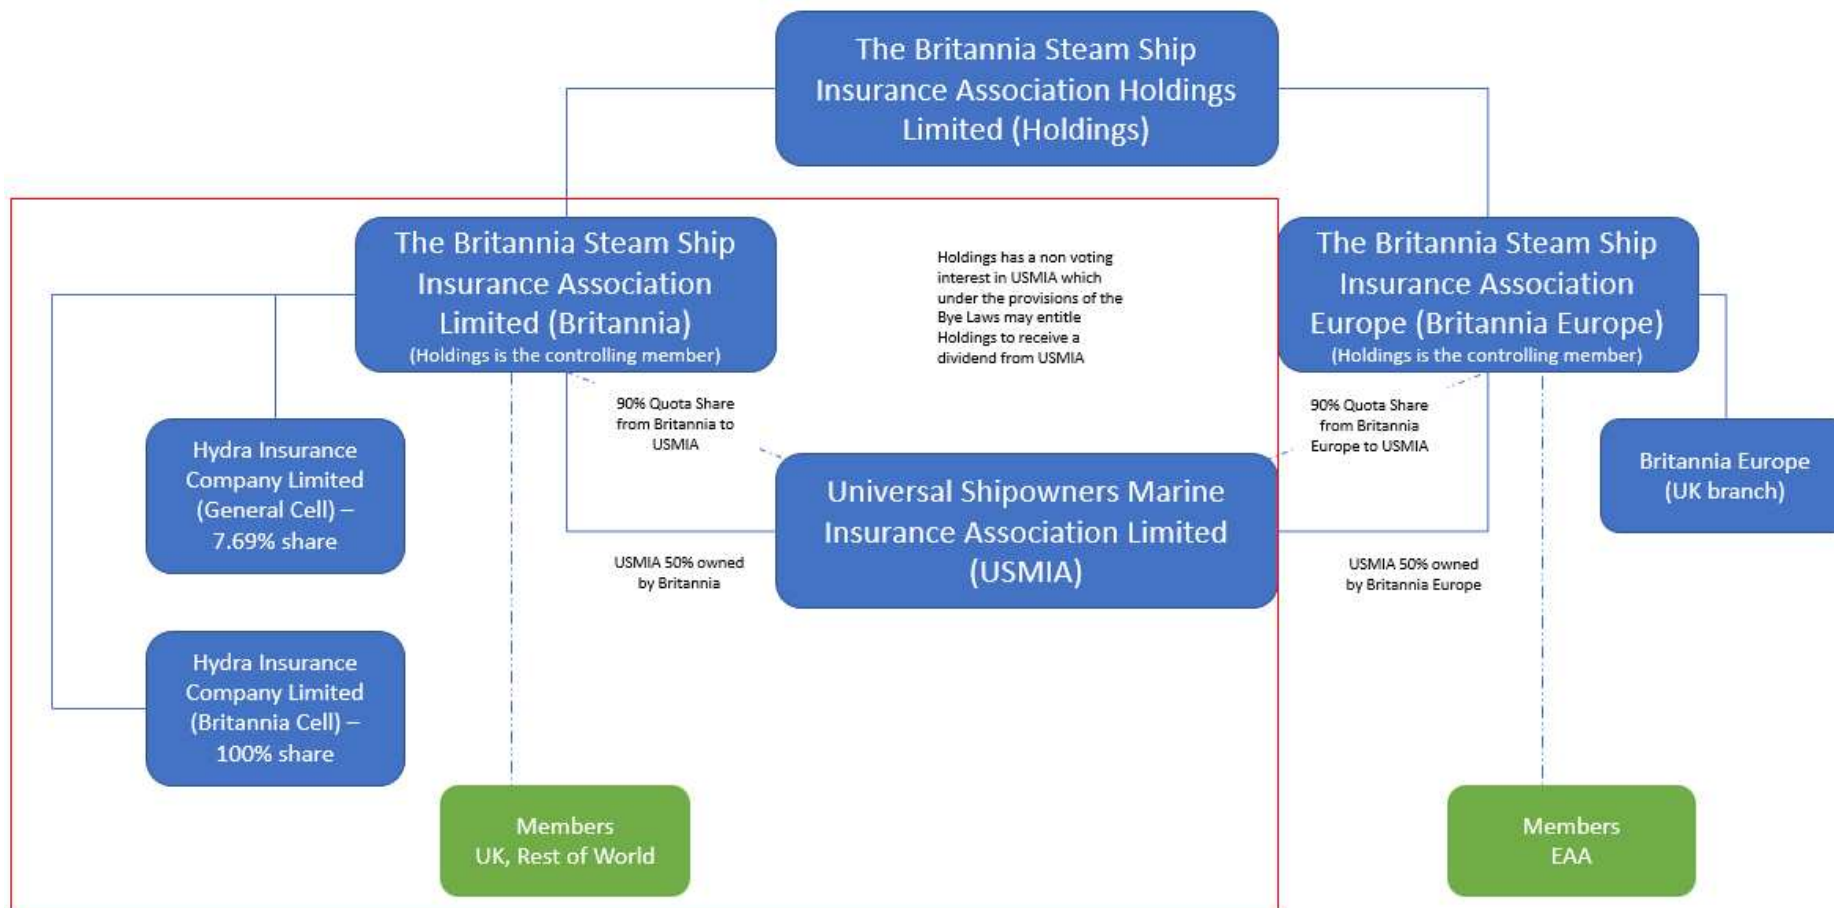 The Britannia Steam Ship
Insurance Association Holdings
Limited (Holdings)
The Britannia Steam Ship
Insurance Association
Limited (Britannia)
(Holdings is the controlling member)
Holdings has a non voting
interest in USMIA which
under the provisions of the
Bye Laws may entitle
Holdings to receive a
dividend from USMIA
The Britannia Steam Ship
Insurance Association
Europe (Britannia Europe)
(Holdings is the controlling member)
90% Quota Share
from Britannia to
USMIA
90% Quota Share
from Britannia
Europe to USMIA
Hydra Insurance
Company Limited
(General Cell) –
7.69% share
Universal Shipowners Marine
Insurance Association Limited
(USMIA)
Britannia Europe
(UK branch)
USMIA 50% owned
by Britannia
USMIA 50% owned
by Britannia Europe
Hydra Insurance
Company Limited
(Britannia Cell) –
100% share
Members
UK, Rest of World
Members
EAA